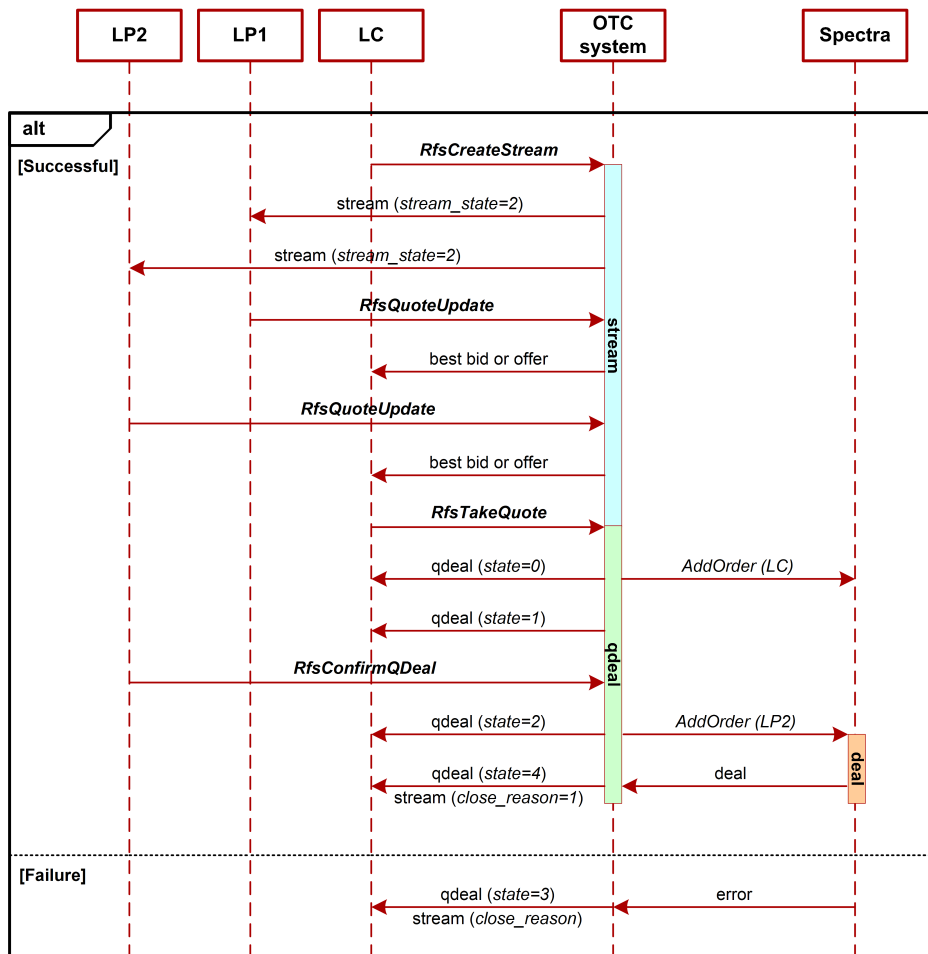 LP2
LP1
LC
OTC
system
Spectra
alt
[Successful]
RfsCreateStream
stream (stream_state=2)
stream (stream_state=2)
RfsQuoteUpdate
stream
best bid or offer
RfsQuoteUpdate
best bid or offer
RfsTakeQuote
qdeal (state=0)
AddOrder (LC)
qdeal (state=1)
qdeal
RfsConfirmQDeal
qdeal (state=2)
AddOrder (LP2)
deal
qdeal (state=4)
deal
stream (close_reason=1)
[Failure]
qdeal (state=3)
error
stream (close_reason)